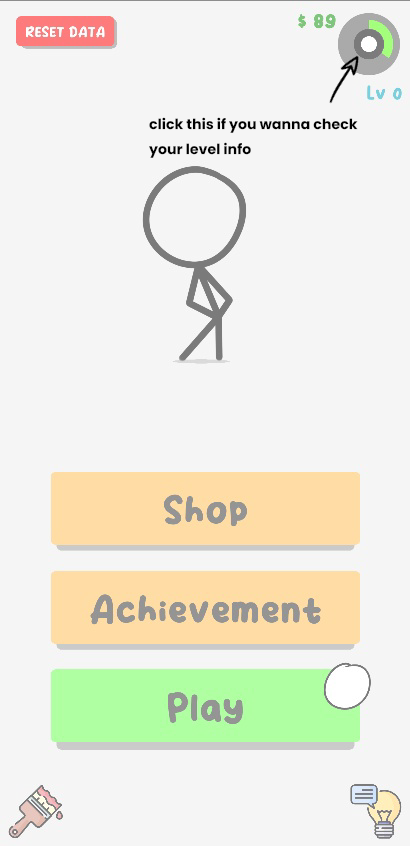 RESET DATA
$ 89
Lv 0
click this if you wanna check
your level info
Shop
Achievement
Play